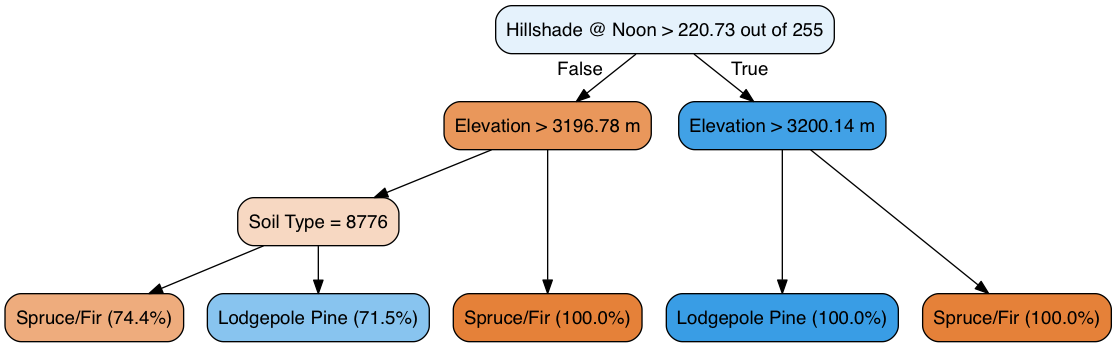 Hillshade @ Noon > 220.73 out of 255
False
True
Elevation > 3196.78 m
Elevation > 3200.14 m
Soil Type = 8776
Spruce/Fir (74.4%)
Lodgepole Pine (71.5%)
Spruce/Fir (100.0%)
Lodgepole Pine (100.0%)
Spruce/Fir (100.0%)